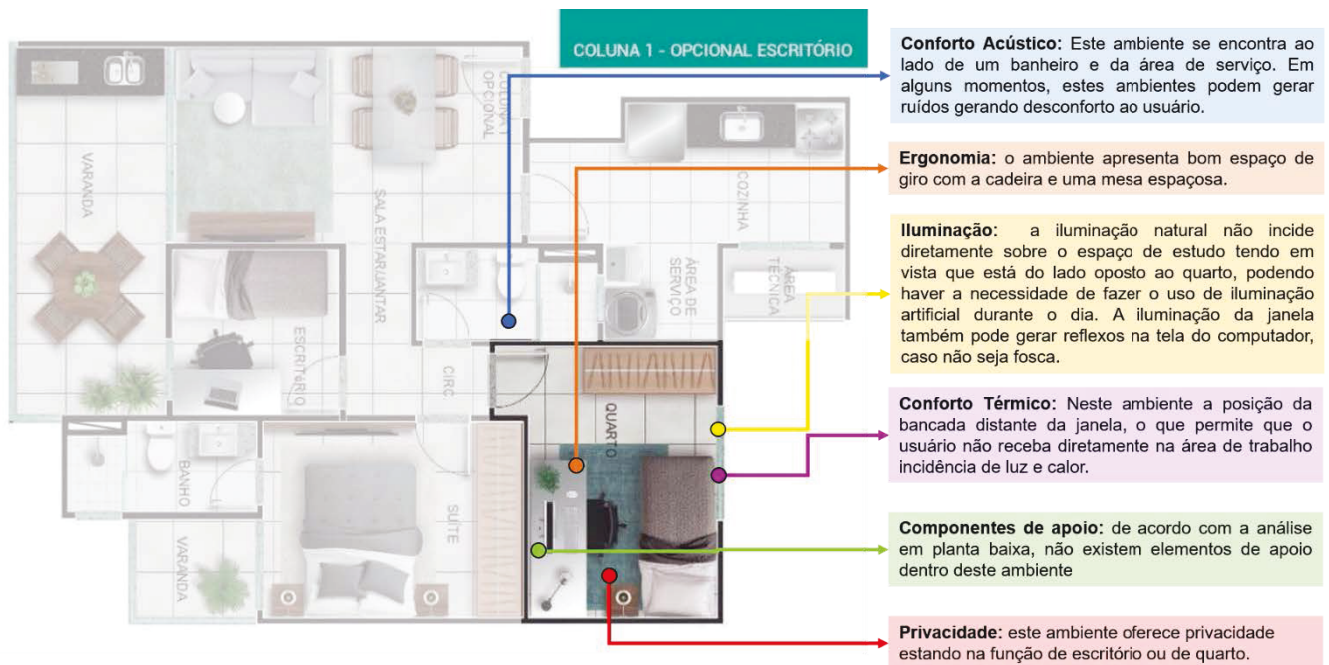 COLUNA 1 - OPCIONAL ESCRITÓRIO
Conforto Acústico: Este ambiente se encontra ao
lado de um banheiro e da área de serviço. Em
alguns momentos, estes ambientes podem gerar
ruídos gerando desconforto ao usuário.
Ergonomia: o ambiente apresenta bom espaço de
giro com a cadeira e uma mesa espaçosa.
Iluminação: a iluminação natural não incide
diretamente sobre o espaço de estudo tendo em
vista que está do lado oposto ao quarto, podendo
haver a necessidade de fazer o uso de iluminação
artificial durante o dia. A iluminação da janela
também pode gerar reflexos na tela do computador,
caso não seja fosca.
Conforto Térmico: Neste ambiente a posição da
bancada distante da janela, o que permite que o
usuário não receba diretamente na área de trabalho
incidência de luz e calor.
Componentes de apoio: de acordo com a análise
em planta baixa, não existem elementos de apoio
dentro deste ambiente
Privacidade: este ambiente oferece privacidade
estando na função de escritório ou de quarto.
VARANDA
SALA ESTAR/JANTAR
COLUNA 1
OPCIONAL
COZINHA
ÁREA DE
SERVIÇO
ÁREA
TÉCNICA
ESCRITÓRIO
CIRC
QUARTO
BANHO
SUÍTE
VARANDA